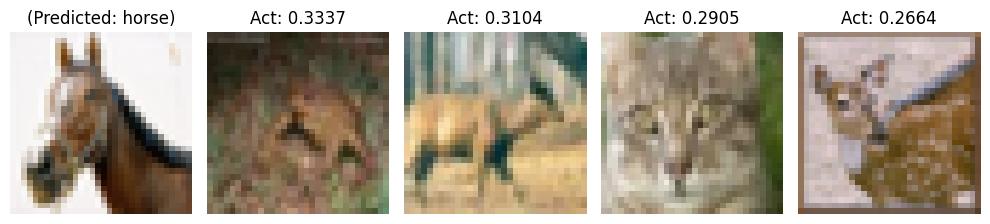 (Predicted: horse)
Act: 0.3337
Act: 0.3104
Act: 0.2905
Act: 0.2664